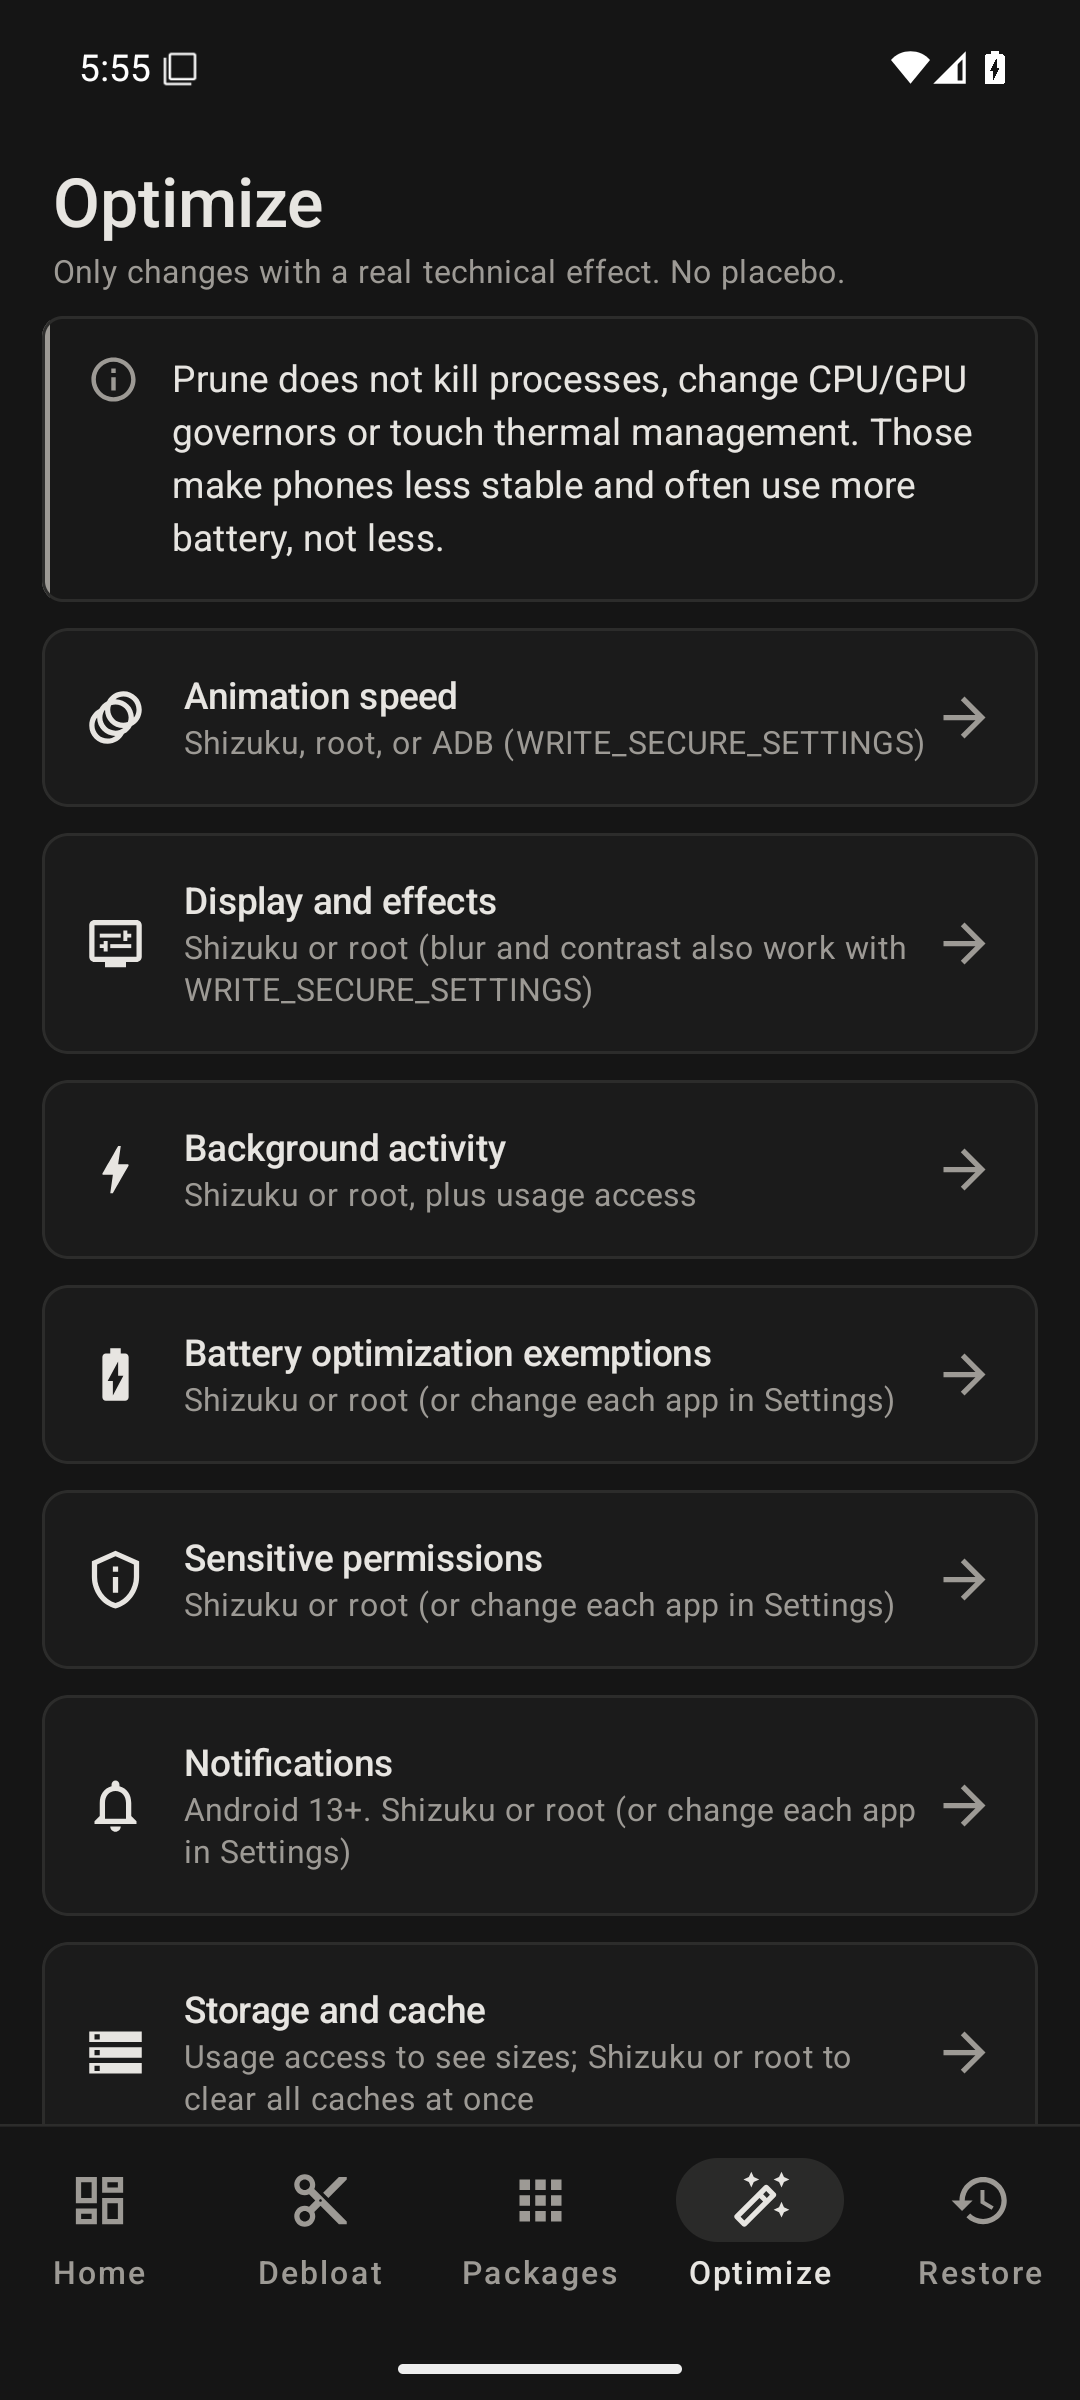 5:55
Optimize
Only changes with a real technical effect. No placebo.
Prune does not kill processes, change CPU/GPU
governors or touch thermal management. Those
make phones less stable and often use more
battery, not less.
Animation speed
Shizuku, root, or ADB (WRITE_SECURE_SETTINGS)
Display and effects
Shizuku or root (blur and contrast also work with
WRITE_SECURE_SETTINGS)
Background activity
Shizuku or root, plus usage access
Battery optimization exemptions
Shizuku or root (or change each app in Settings)
Sensitive permissions
Shizuku or root (or change each app in Settings)
Notifications
Android 13+. Shizuku or root (or change each app
in Settings)
Storage and cache
Usage access to see sizes; Shizuku or root to
clear all caches at once
Home
Debloat
Packages
Optimize
Restore